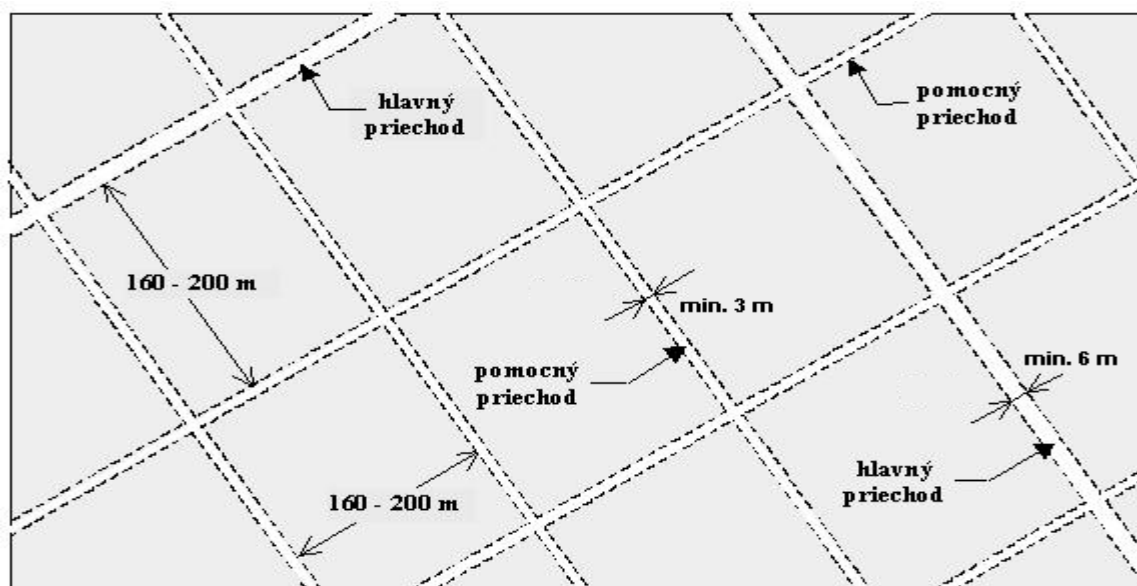 hlavný
priechod
pomocný
priechod
160 - 200 m
min. 3 m
pomocný
priechod
min. 6 m
hlavný
priechod
160 - 200 m